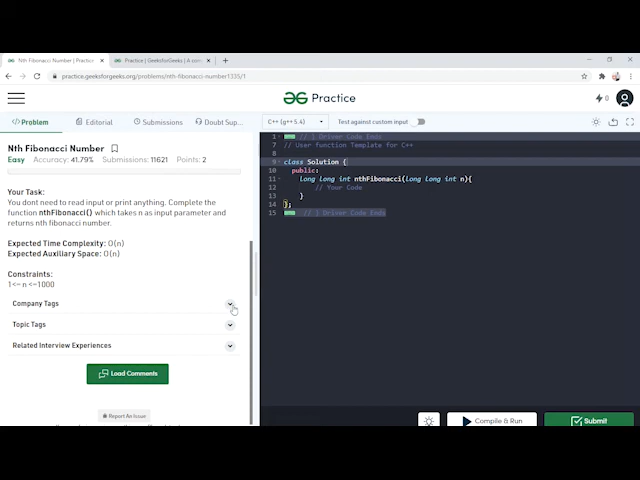 Nth Fibonacci Number | Practice
Practice | GeeksforGeeks | A com
practice.geeksforgeeks.org/problems/nth-fibonacci-number1335/1
Practice
0
Problem
Editorial
Submissions
Doubt Sup...
C++ (g++ 5.4)
Test against custom input
Nth Fibonacci Number
Easy Accuracy: 41.79% Submissions: 11621 Points: 2
Your Task:
You dont need to read input or print anything. Complete the
function nthFibonacci() which takes n as input parameter and
returns nth fibonacci number.
Expected Time Complexity: O(n)
Expected Auxiliary Space: O(n)
Constraints:
1<= n <=1000
Company Tags
Topic Tags
Related Interview Experiences
Load Comments
Report An Issue
1 // } Driver Code Ends
7 // User function Template for C++
8
9 class Solution {
10 public:
11 long long int nthFibonacci(long long int n){
12 // Your Code
13 }
14 };
15 // } Driver Code Ends
Compile & Run
Submit